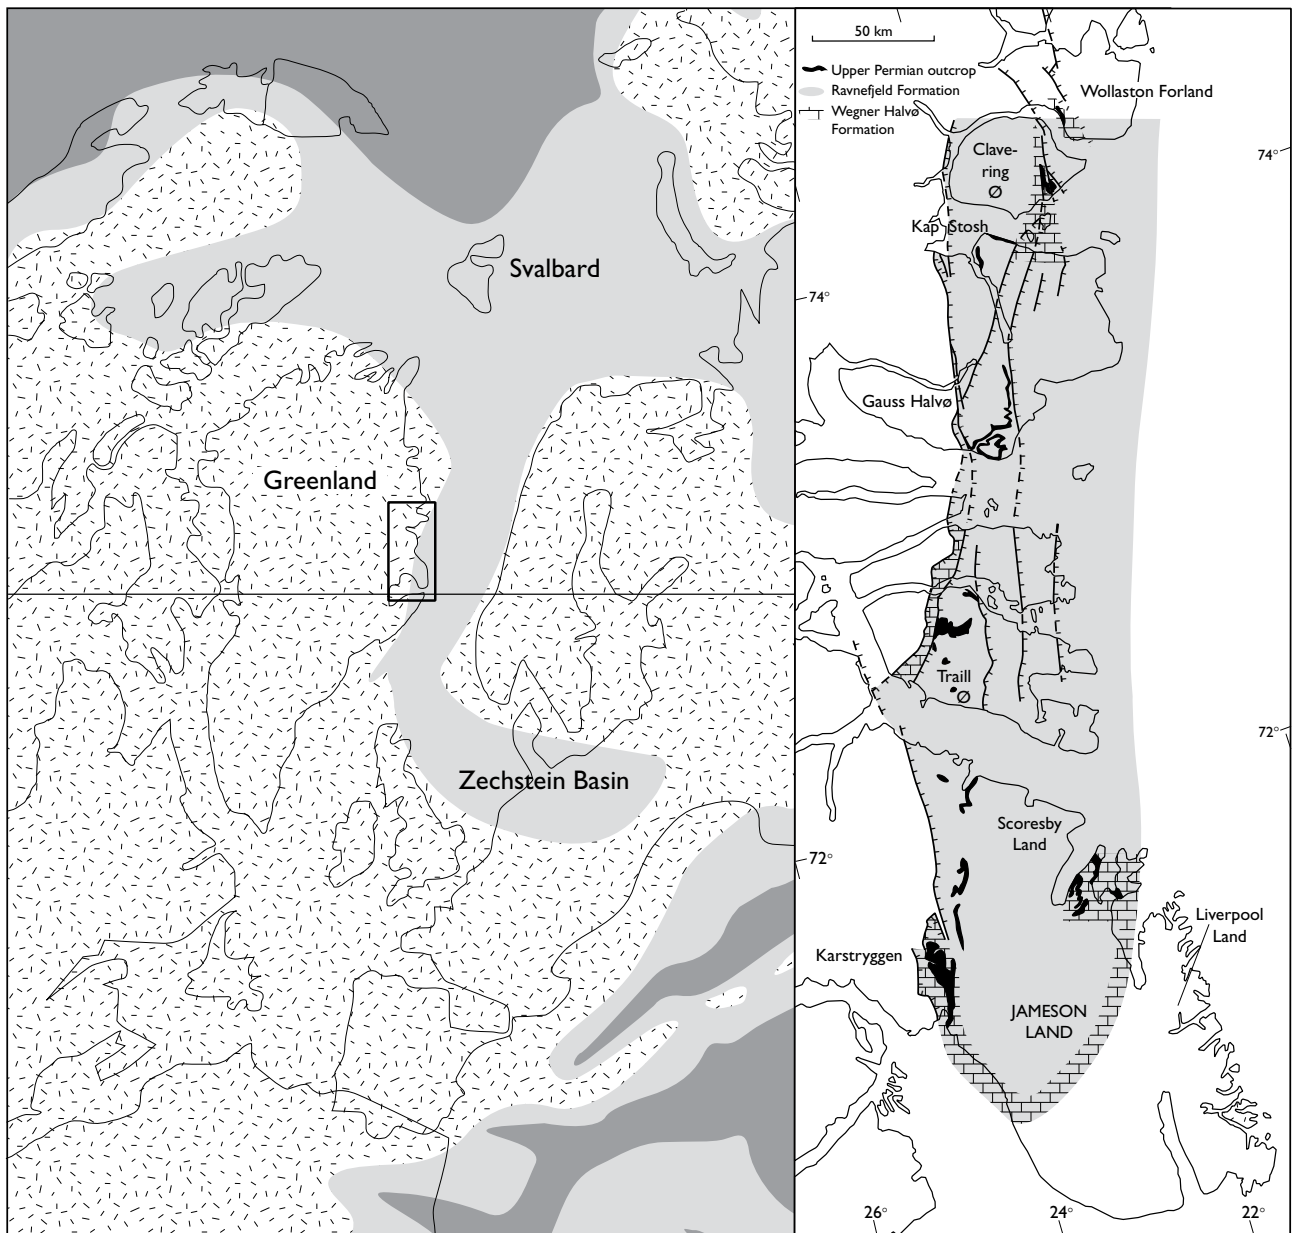 Svalbard
Greenland
Zechstein Basin
50 km
Upper Permian outcrop
Ravnefjeld Formation
Wegner Halvø
Formation
Wollaston Forland
74°
Clave-
ring
Ø
Kap Stosh
74°
Gauss Halvø
Traill
Ø
72°
Scoresby
Land
72°
Liverpool
Land
Karstryggen
JAMESON
LAND
26°
24°
22°